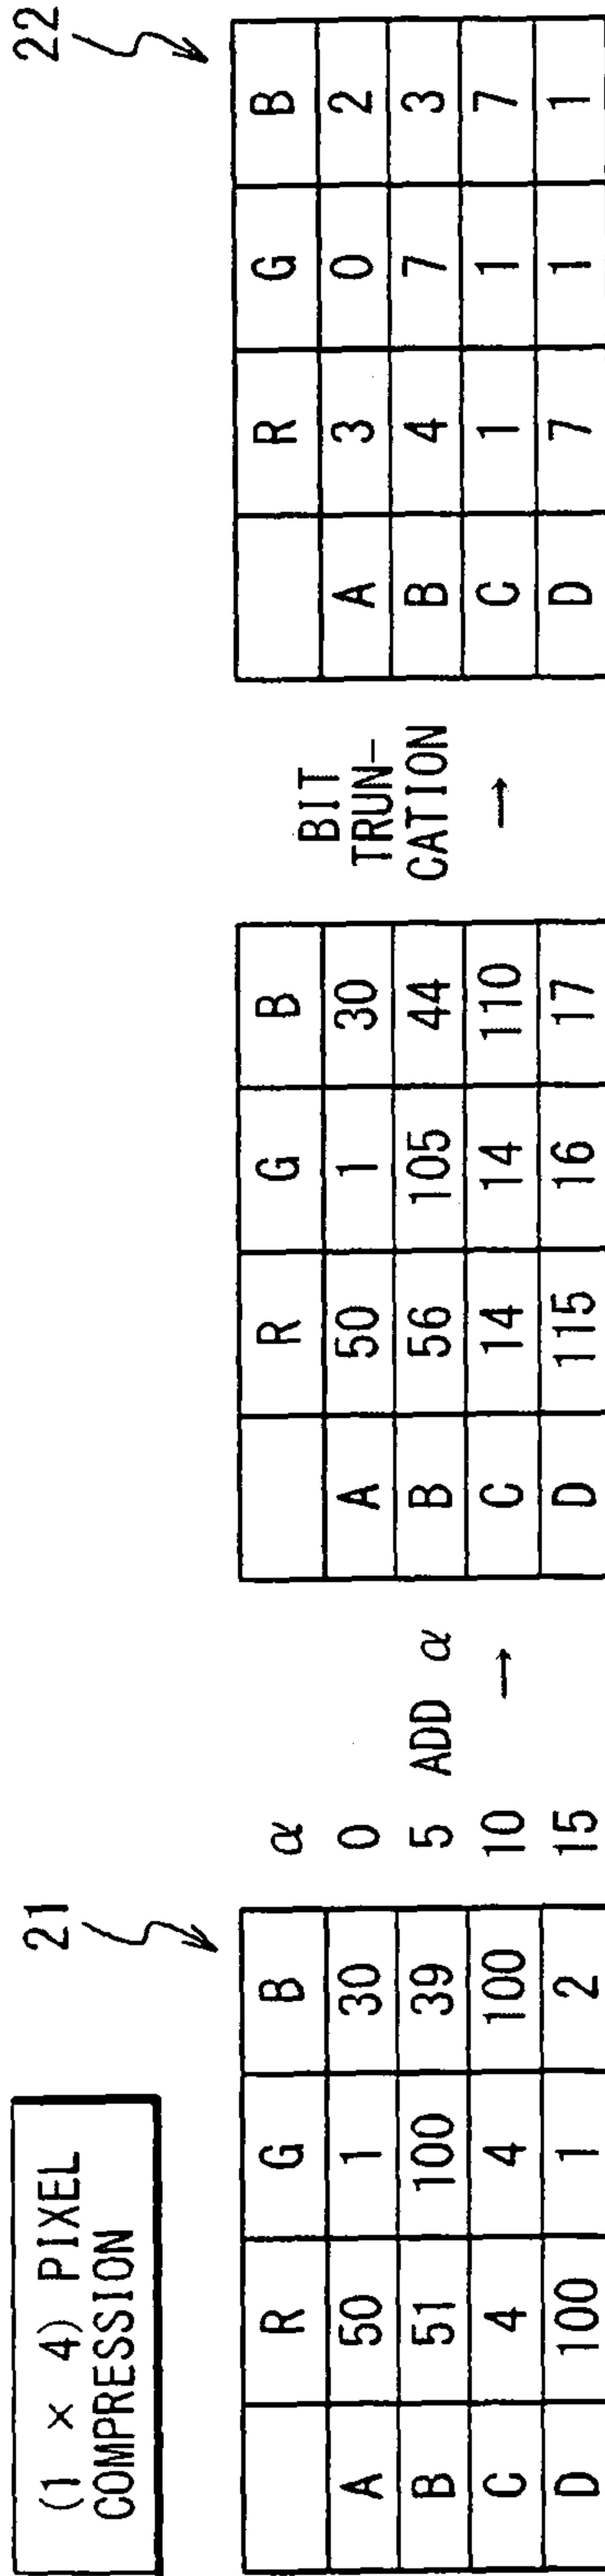 (1 × 4) PIXEL
COMPRESSION
21
R G B α
A 50 1 30 0
B 51 100 39 5
C 4 4 100 10
D 100 1 2 15
ADD α
→
R G B
A 50 1 30
B 56 105 44
C 14 14 110
D 115 16 17
BIT
TRUN-
CATION
→
22
R G B
A 3 0 2
B 4 7 3
C 1 1 7
D 7 1 1